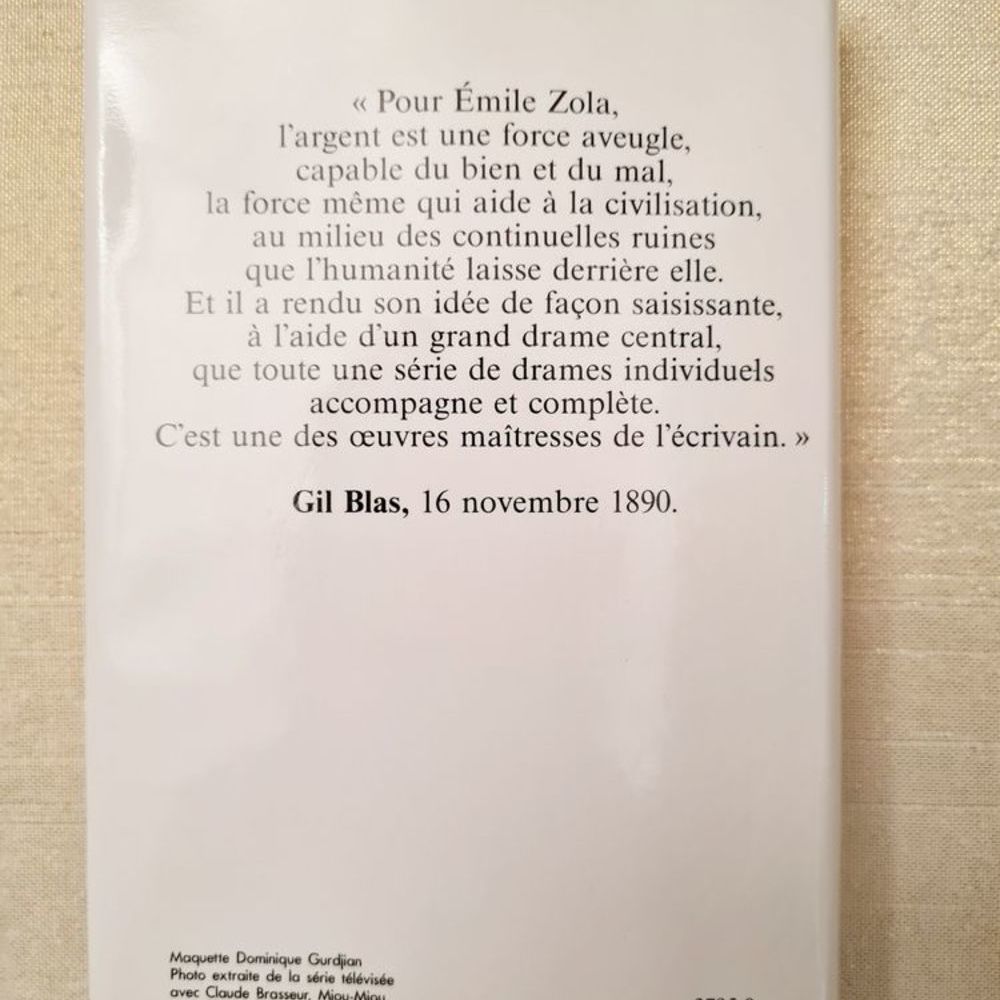 « Pour Émile Zola,
l'argent est une force aveugle,
capable du bien et du mal,
la force même qui aide à la civilisation,
au milieu des continuelles ruines
que l'humanité laisse derrière elle.
Et il a rendu son idée de façon saisissante,
à l'aide d'un grand drame central,
que toute une série de drames individuels
accompagne et complète.
C'est une des œuvres maîtresses de l'écrivain. »
Gil Blas, 16 novembre 1890.
Maquette Dominique Gurdjian
Photo extraite de la série télévisée
avec Claude Brasseur, Miou-Miou